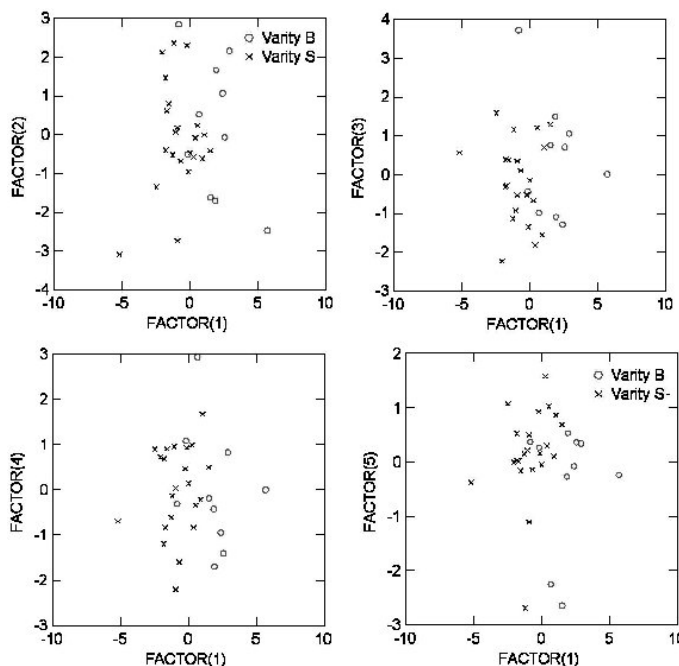 3
2
1
0
-1
-2
-3
-4
FACTOR(2)
○ Varity B
× Varity S
-10 -5 0 5 10
FACTOR(1)
4
3
2
1
0
-1
-2
-3
FACTOR(3)
-10 -5 0 5 10
FACTOR(1)
3
2
1
0
-1
-2
-3
FACTOR(4)
-10 -5 0 5 10
FACTOR(1)
2
1
0
-1
-2
-3
FACTOR(5)
○ Varity B
× Varity S
-10 -5 0 5 10
FACTOR(1)